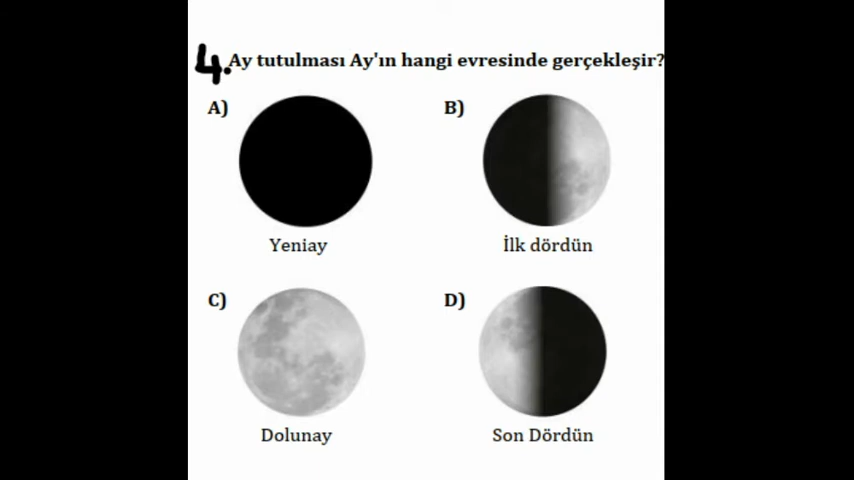 4. Ay tutulması Ay'ın hangi evresinde gerçekleşir?
A) B)
Yeniay İlk dördün
C) D)
Dolunay Son Dördün